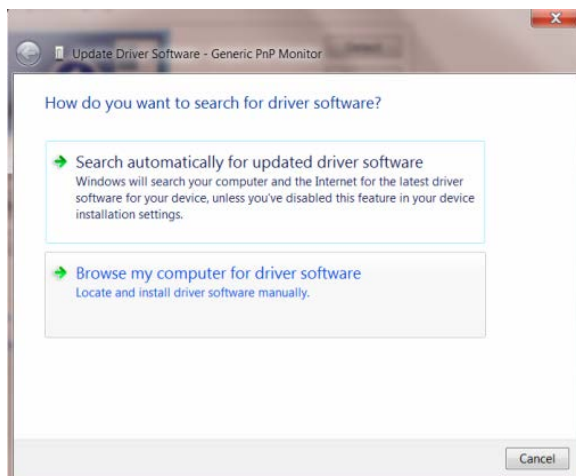 Update Driver Software - Generic PnP Monitor
How do you want to search for driver software?
Search automatically for updated driver software
Windows will search your computer and the Internet for the latest driver
software for your device, unless you've disabled this feature in your device
installation settings.
Browse my computer for driver software
Locate and install driver software manually.
Cancel